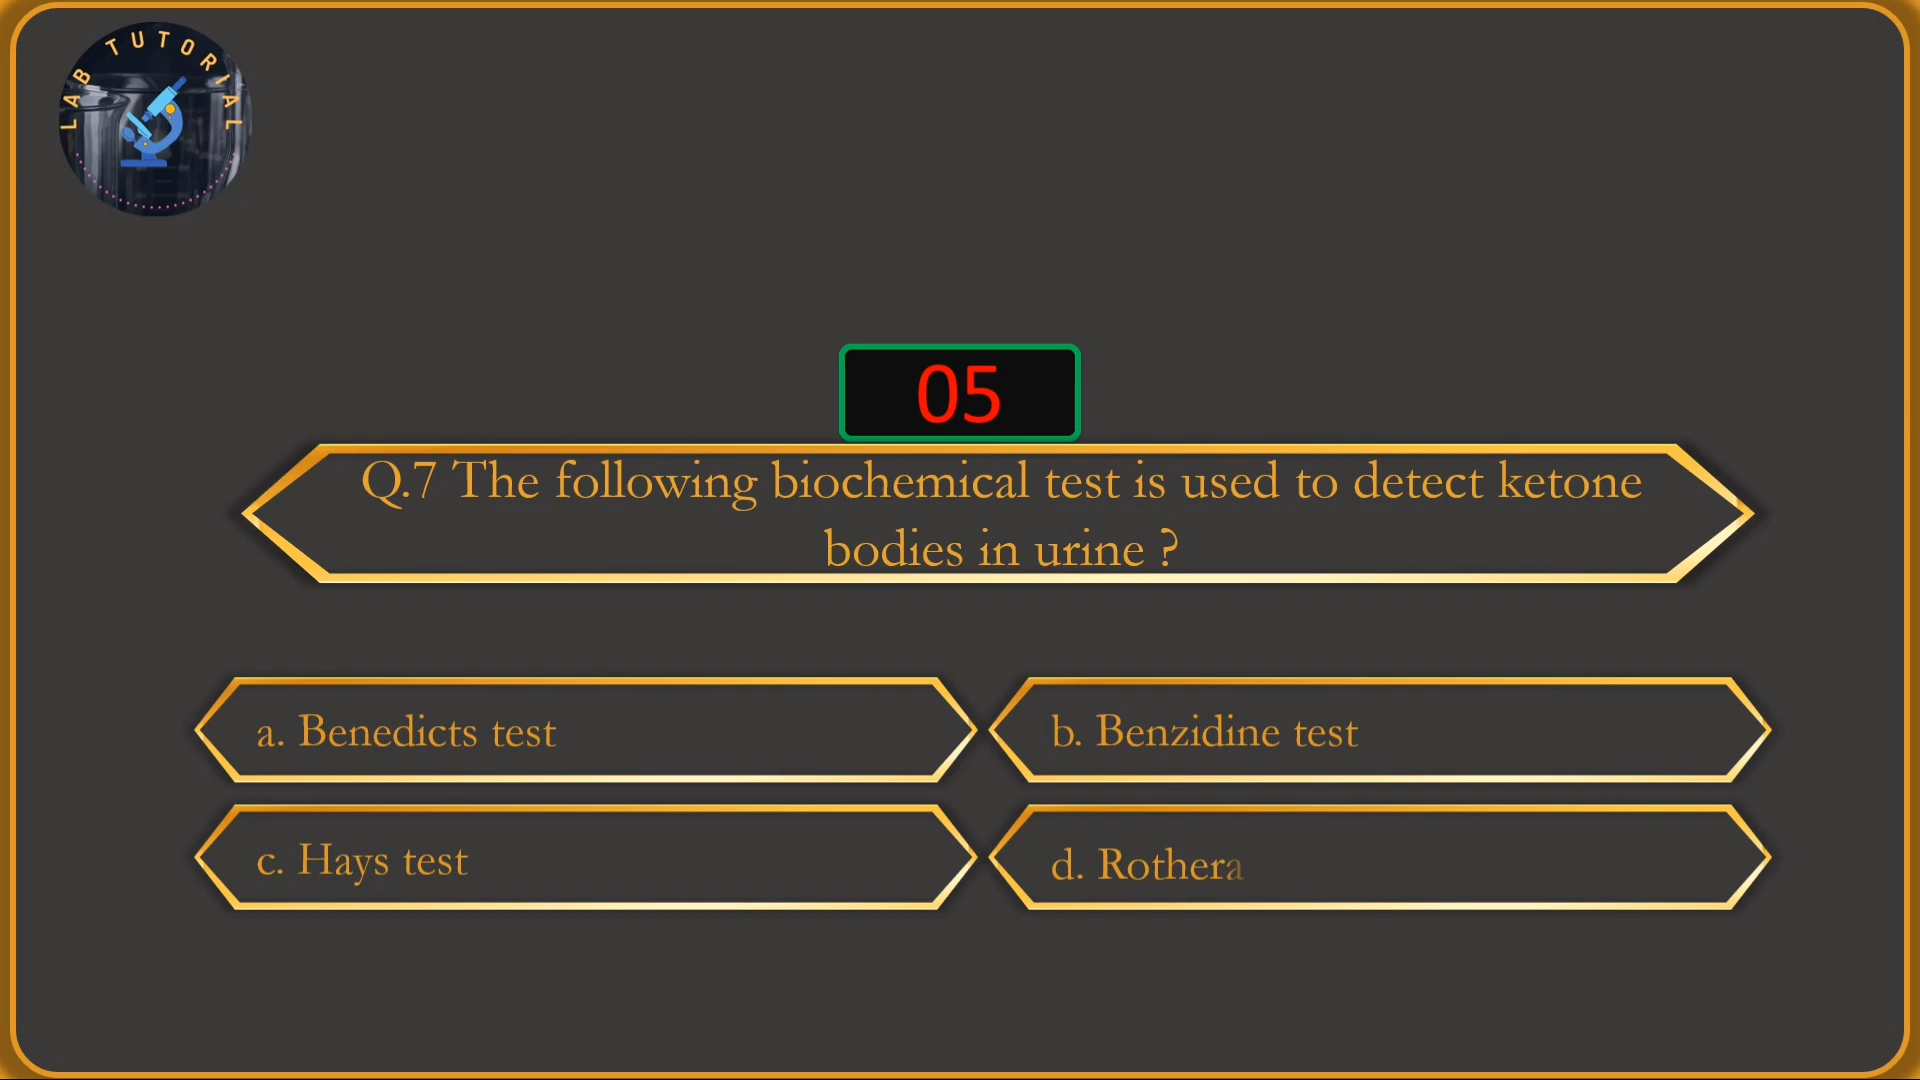 LAB TUTORIAL
05
Q.7 The following biochemical test is used to detect ketone
bodies in urine ?
a. Benedicts test
b. Benzidine test
c. Hays test
d. Rothera